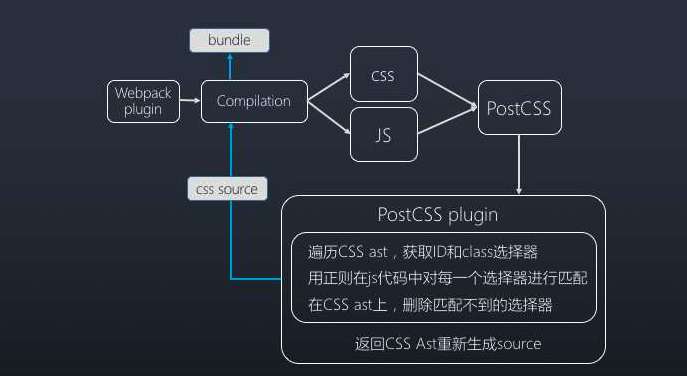 bundle
Webpack
plugin
Compilation
css
JS
PostCSS
css source
PostCSS plugin
遍历CSS ast，获取ID和class选择器
用正则在js代码中对每一个选择器进行匹配
在CSS ast上，删除匹配不到的选择器
返回CSS Ast重新生成source